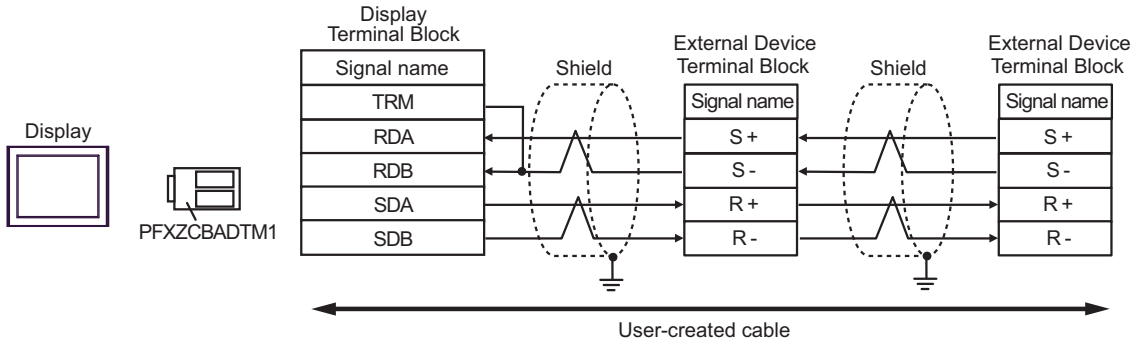 Display
PFXZCBADTM1
Display
Terminal Block
Signal name
TRM
RDA
RDB
SDA
SDB
Shield
External Device
Terminal Block
Signal name
S +
S -
R +
R -
Shield
External Device
Terminal Block
Signal name
S +
S -
R +
R -
User-created cable